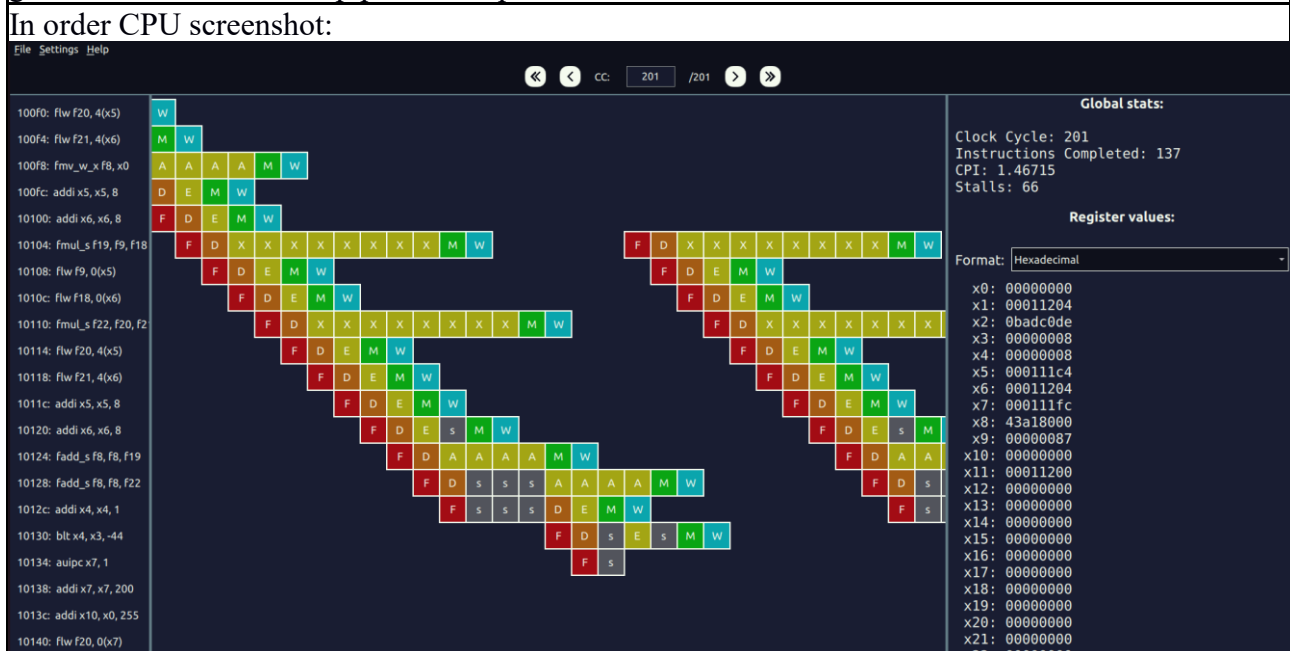 In order CPU screenshot:
File Settings Help
CC: 201 /201
100f0: flw f20, 4(x5) W
100f4: flw f21, 4(x6) M W
100f8: fmv_w_x f8, x0 A A A A M W
100fc: addi x5, x5, 8 D E M W
10100: addi x6, x6, 8 F D E M W
10104: fmul_s f19, f9, f18 F D X X X X X X X X M W F D X X X X X X X X M W
10108: flw f9, 0(x5) F D E M W F D E M W
1010c: flw f18, 0(x6) F D E M W F D E M W
10110: fmul_s f22, f20, f2 F D X X X X X X X X M W F D X X X X X X X
10114: flw f20, 4(x5) F D E M W F D E M W
10118: flw f21, 4(x6) F D E M W F D E M W
1011c: addi x5, x5, 8 F D E M W F D E M W
10120: addi x6, x6, 8 F D E s M W F D E s M
10124: fadd_s f8, f8, f19 F D A A A A M W F D A A
10128: fadd_s f8, f8, f22 F D s s s A A A A M W F D s
1012c: addi x4, x4, 1 F s s s D E M W F s
10130: blt x4, x3, -44 F D s E s M W
10134: auipc x7, 1 F s
10138: addi x7, x7, 200
1013c: addi x10, x0, 255
10140: flw f20, 0(x7)
Global stats:
Clock Cycle: 201
Instructions Completed: 137
CPI: 1.46715
Stalls: 66
Register values:
Format: Hexadecimal
x0: 00000000
x1: 00011204
x2: 0badc0de
x3: 00000008
x4: 00000008
x5: 000111c4
x6: 00011204
x7: 000111fc
x8: 43a18000
x9: 00000087
x10: 00000000
x11: 00011200
x12: 00000000
x13: 00000000
x14: 00000000
x15: 00000000
x16: 00000000
x17: 00000000
x18: 00000000
x19: 00000000
x20: 00000000
x21: 00000000